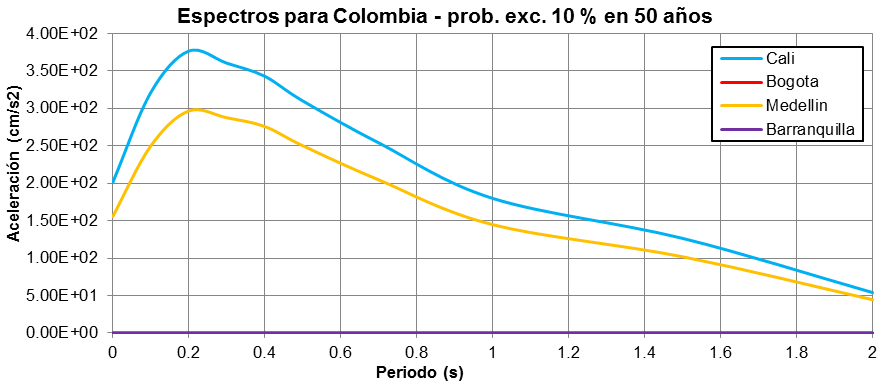 Espectros para Colombia - prob. exc. 10 % en 50 años
4.00E+02
3.50E+02
3.00E+02
2.50E+02
2.00E+02
1.50E+02
1.00E+02
5.00E+01
0.00E+00
Aceleración (cm/s2)
Cali
Bogota
Medellin
Barranquilla
0 0.2 0.4 0.6 0.8 1 1.2 1.4 1.6 1.8 2
Periodo (s)